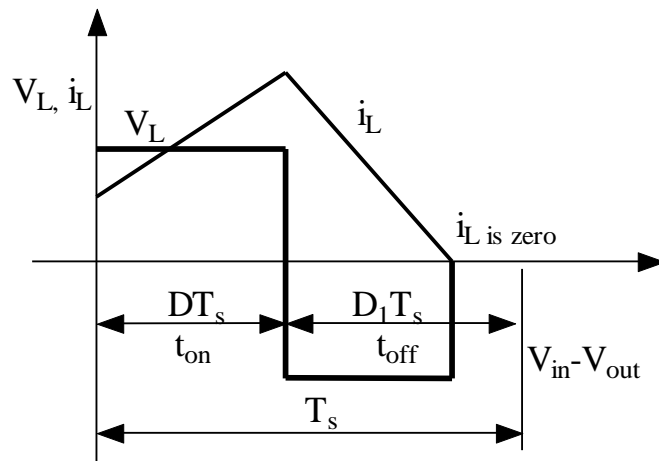 V_L, i_L
V_L
i_L
i_L is zero
DT_s
D_1T_s
t_on
t_off
V_in-V_out
T_s